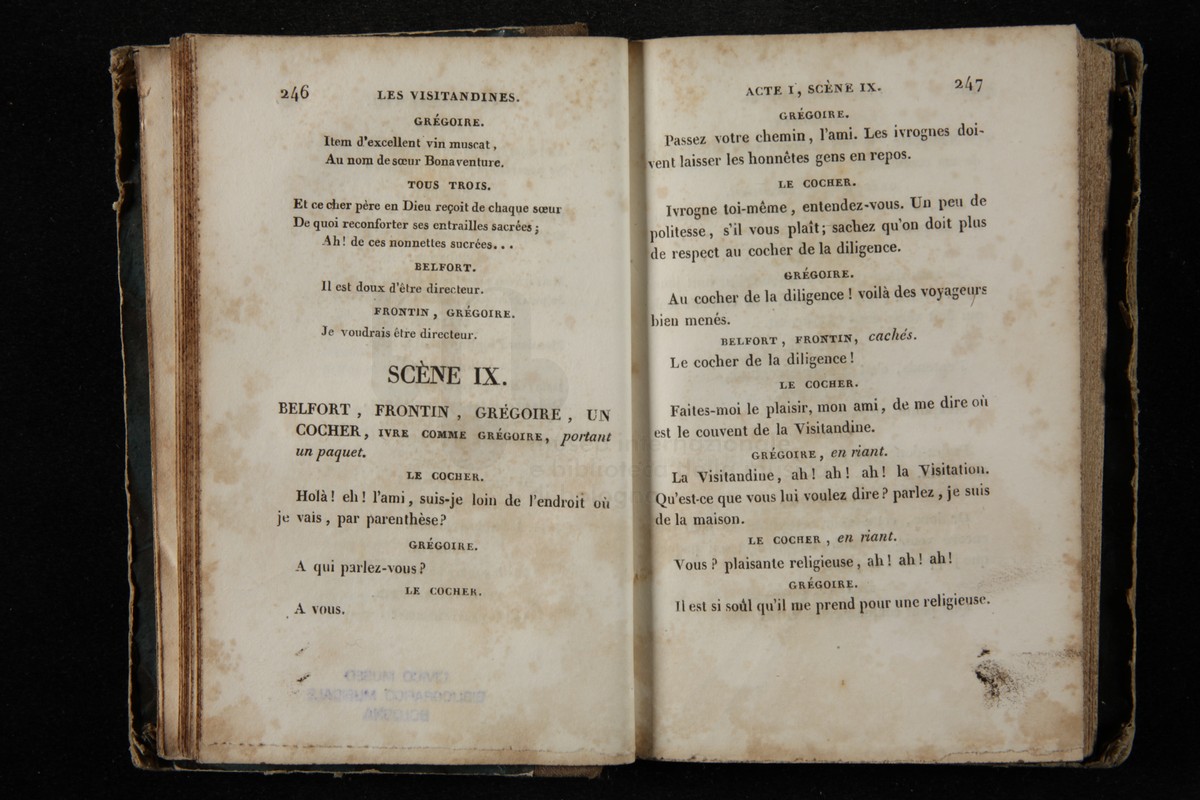 246
LES VISITANDINES.
GRÉGOIRE.
Item d'excellent vin muscat,
Au nom de sœur Bonaventure.
TOUS TROIS.
Et ce cher père en Dieu reçoit de chaque sœur
De quoi reconforter ses entrailles sacrées;
Ah! de ces nonnettes sucrées...
BELFORT.
Il est doux d'être directeur.
FRONTIN, GRÉGOIRE.
Je voudrais être directeur.
SCÈNE IX.
BELFORT, FRONTIN, GRÉGOIRE, UN
COCHER, IVRE COMME GRÉGOIRE, portant
un paquet.
LE COCHER.
Holà! eh! l'ami, suis-je loin de l'endroit où
je vais, par parenthèse?
GRÉGOIRE.
A qui parlez-vous?
LE COCHER.
A vous.
CIVICO MUSEO
BIBLIOGRAFICO MUSICALE
BOLOGNA
ACTE I, SCÈNE IX.
247
GRÉGOIRE.
Passez votre chemin, l'ami. Les ivrognes doi-
vent laisser les honnêtes gens en repos.
LE COCHER.
Ivrogne toi-même, entendez-vous. Un peu de
politesse, s'il vous plaît; sachez qu'on doit plus
de respect au cocher de la diligence.
GRÉGOIRE.
Au cocher de la diligence! voilà des voyageurs
bien menés.
BELFORT, FRONTIN, cachés.
Le cocher de la diligence!
LE COCHER.
Faites-moi le plaisir, mon ami, de me dire où
est le couvent de la Visitandine.
GRÉGOIRE, en riant.
La Visitandine, ah! ah! ah! la Visitation.
Qu'est-ce que vous lui voulez dire? parlez, je suis
de la maison.
LE COCHER, en riant.
Vous? plaisante religieuse, ah! ah! ah!
GRÉGOIRE.
Il est si soûl qu'il me prend pour une religieuse.